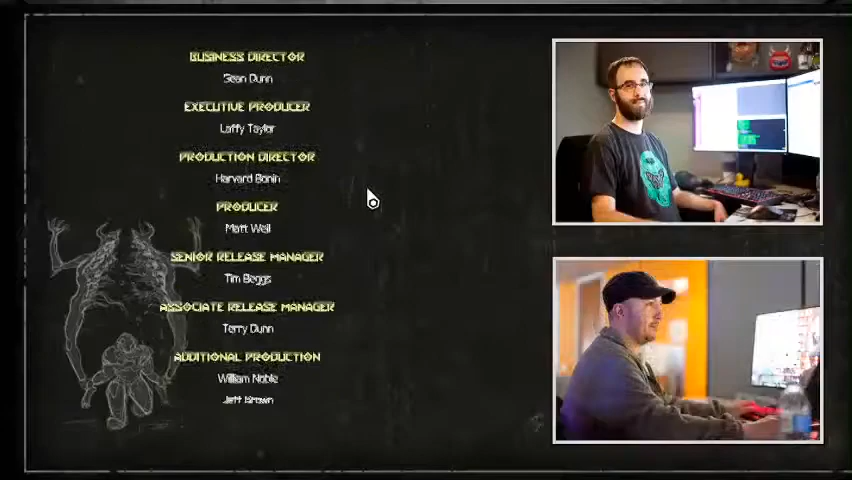 BUSINESS DIRECTOR
Sean Dunn
EXECUTIVE PRODUCER
Laffy Taylor
PRODUCTION DIRECTOR
Harvard Bonin
PRODUCER
Matt Weil
SENIOR RELEASE MANAGER
Tim Beggs
ASSOCIATE RELEASE MANAGER
Terry Dunn
ADDITIONAL PRODUCTION
William Noble
Jeff Brown